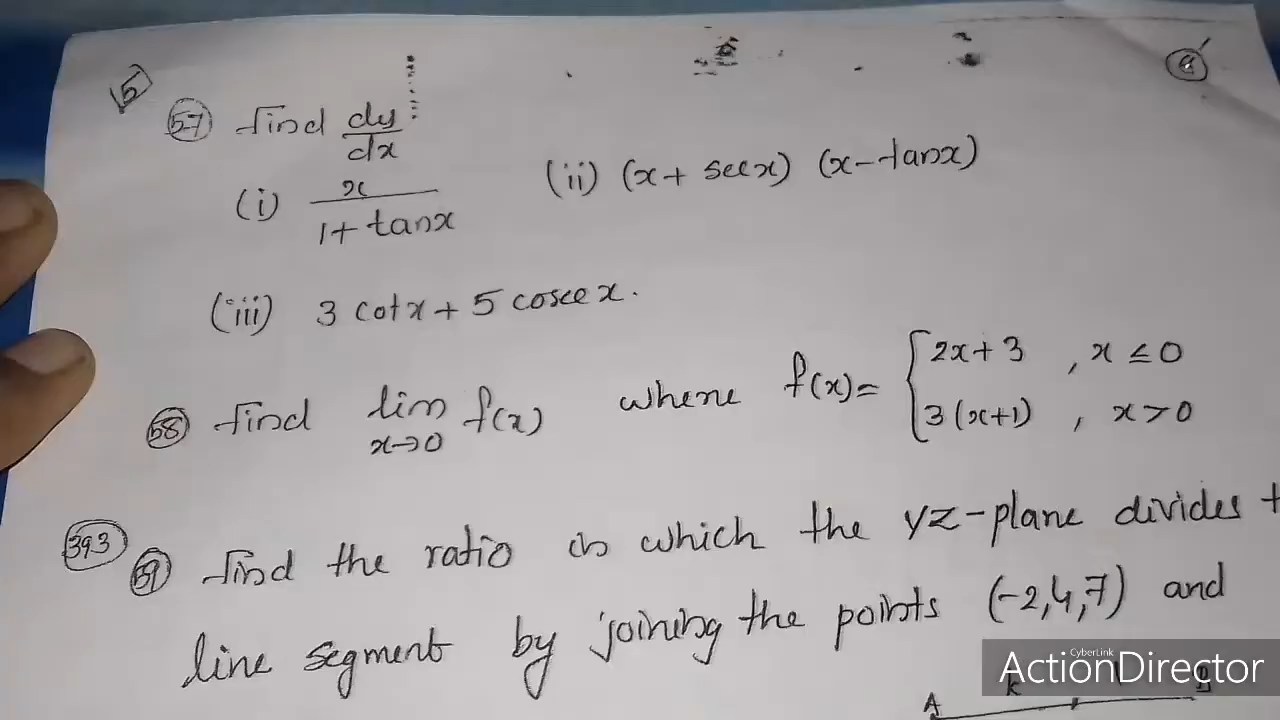 15
57 find dy/dx
(i) x/(1+tanx) (ii) (x+secx) (x-tanx)
(iii) 3 cotx + 5 cosec x.
58 find lim x→0 f(x) where f(x)= { 2x+3 , x ≤ 0
3(x+1) , x > 0
393
59 find the ratio in which the yz-plane divides
line segment by joining the points (-2,4,7) and
CyberLink
ActionDirector
A k